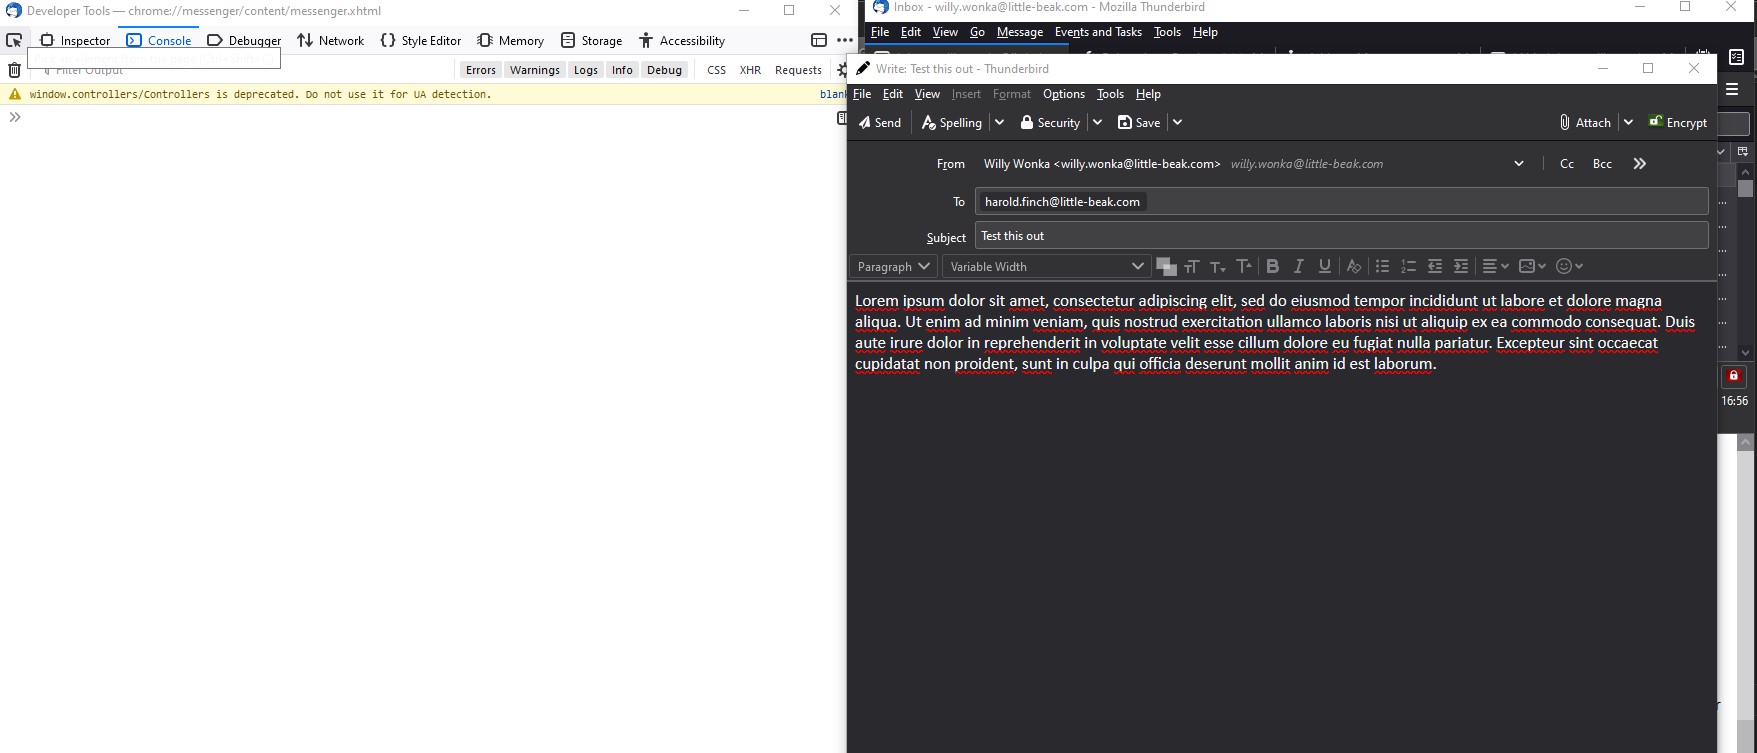 Developer Tools — chrome://messenger/content/messenger.xhtml
Inspector Console Debugger Network Style Editor Memory Storage Accessibility
Filter Output
Errors Warnings Logs Info Debug CSS XHR Requests
window.controllers/Controllers is deprecated. Do not use it for UA detection. blank
Inbox - willy.wonka@little-beak.com - Mozilla Thunderbird
File Edit View Go Message Events and Tasks Tools Help
Write: Test this out - Thunderbird
File Edit View Insert Format Options Tools Help
Send Spelling Security Save Attach Encrypt
From Willy Wonka <willy.wonka@little-beak.com> willy.wonka@little-beak.com Cc Bcc
To harold.finch@little-beak.com
Subject Test this out
Paragraph Variable Width
Lorem ipsum dolor sit amet, consectetur adipiscing elit, sed do eiusmod tempor incididunt ut labore et dolore magna
aliqua. Ut enim ad minim veniam, quis nostrud exercitation ullamco laboris nisi ut aliquip ex ea commodo consequat. Duis
aute irure dolor in reprehenderit in voluptate velit esse cillum dolore eu fugiat nulla pariatur. Excepteur sint occaecat
cupidatat non proident, sunt in culpa qui officia deserunt mollit anim id est laborum.
16:56